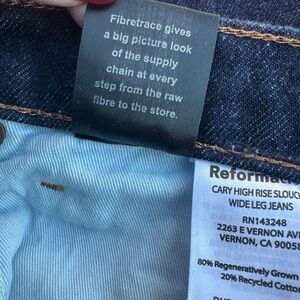 Fibretrace gives
a big picture look
of the supply
chain at every
step from the raw
fibre to the store.
CARY HIGH RISE SLOUC
WIDE LEG JEANS
RN143248
2263 E VERNON AV
VERNON, CA 9005
80% Regeneratively Grown
20% Recycled Cotto